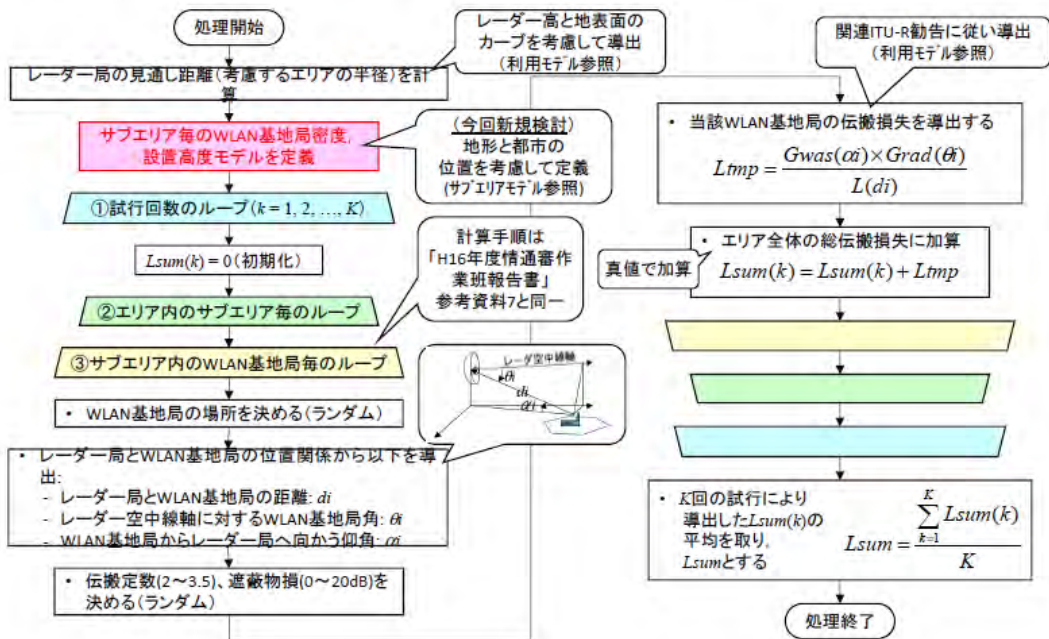 処理開始
レーダー高と地表面の
カーブを考慮して導出
(利用モデル参照)
レーダー局の見通し距離(考慮するエリアの半径)を計
算
サブエリア毎のWLAN基地局密度,
設置高度モデルを定義
(今回新規検討)
地形と都市の
位置を考慮して定義
(サブエリアモデル参照)
①試行回数のループ(k = 1, 2, …, K)
Lsum(k) = 0(初期化)
計算手順は
「H16年度情通審作
業班報告書」
参考資料7と同一
②エリア内のサブエリア毎のループ
③サブエリア内のWLAN基地局毎のループ
レーダ空中線軸
θi
di
αi
• WLAN基地局の場所を決める(ランダム)
• レーダー局とWLAN基地局の位置関係から以下を導
出:
- レーダー局とWLAN基地局の距離: di
- レーダー空中線軸に対するWLAN基地局角: θi
- WLAN基地局からレーダー局へ向かう仰角: αi
• 伝搬定数(2~3.5)、遮蔽物損(0~20dB)を
決める(ランダム)
関連ITU-R勧告に従い導出
(利用モデル参照)
• 当該WLAN基地局の伝搬損失を導出する
Ltmp = Gwas(αi)×Grad(θi) / L(di)
• エリア全体の総伝搬損失に加算
真値で加算
Lsum(k) = Lsum(k) + Ltmp
• K回の試行により
導出したLsum(k)の
平均を取り,
Lsumとする
Lsum = ∑_{k=1}^{K} Lsum(k) / K
処理終了